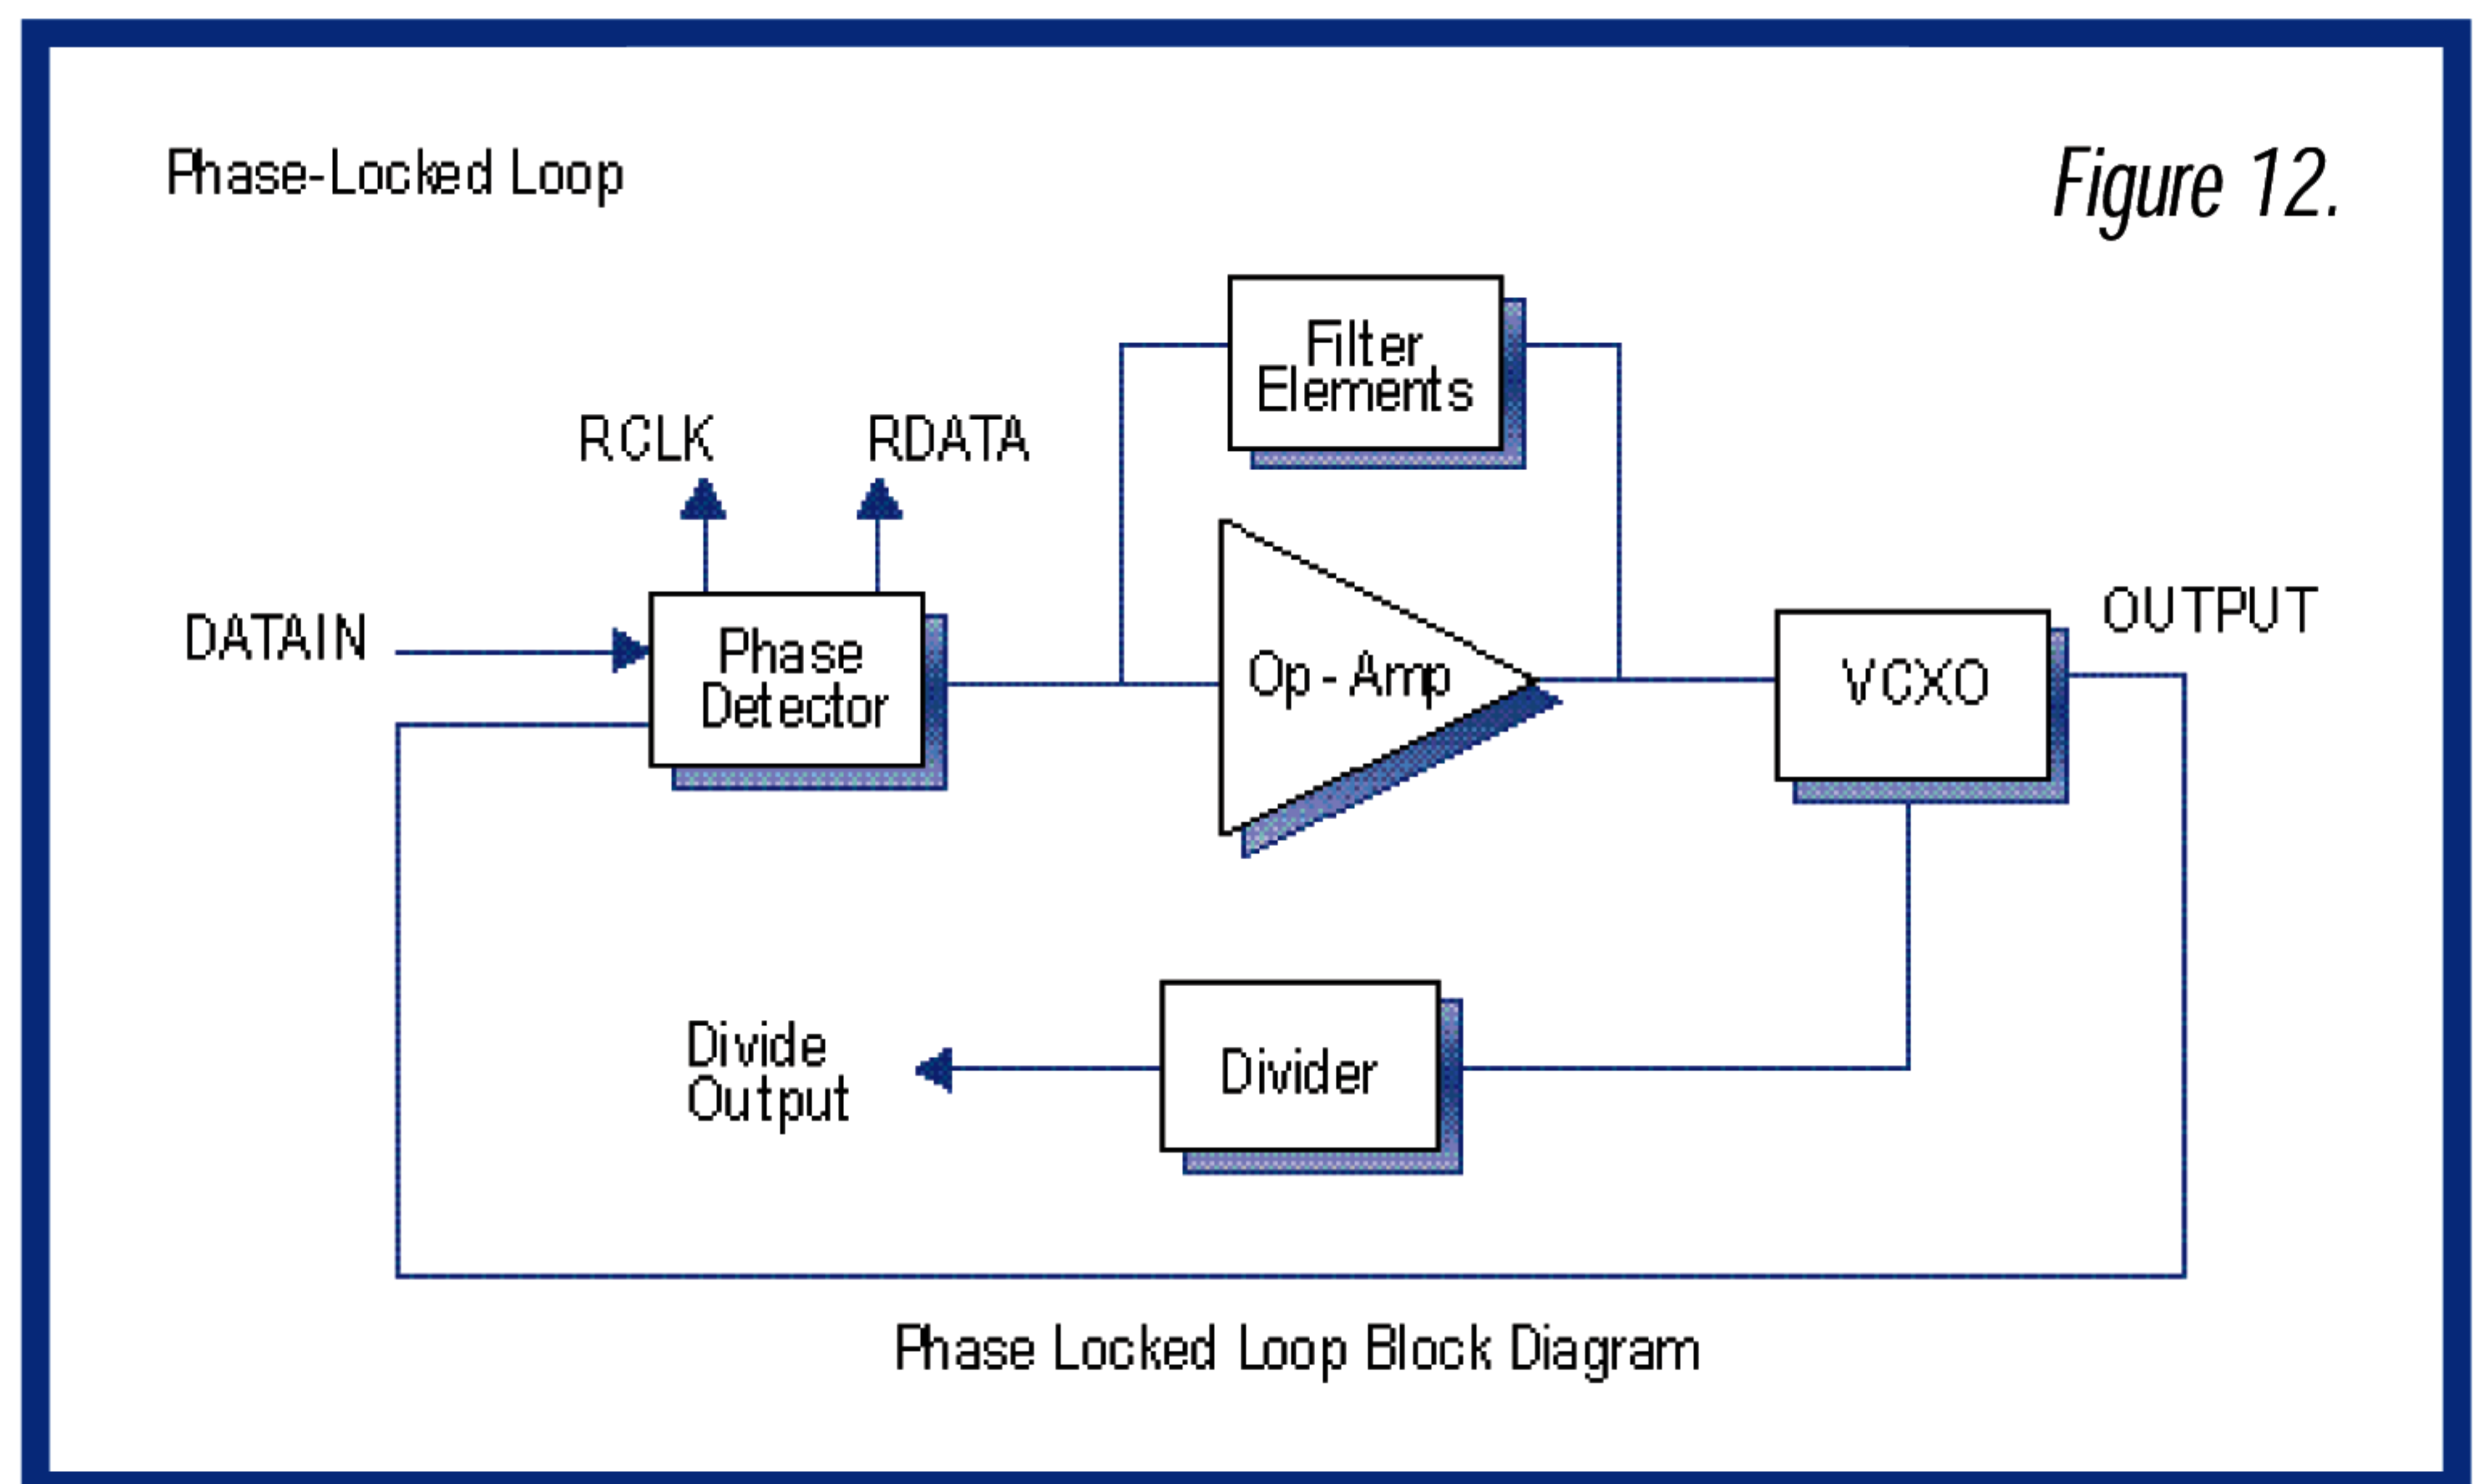 Phase-Locked Loop
Figure 12.
Filter
Elements
RCLK
RDATA
DATAIN
Phase
Detector
Op-Amp
VCXO
OUTPUT
Divide
Output
Divider
Phase Locked Loop Block Diagram